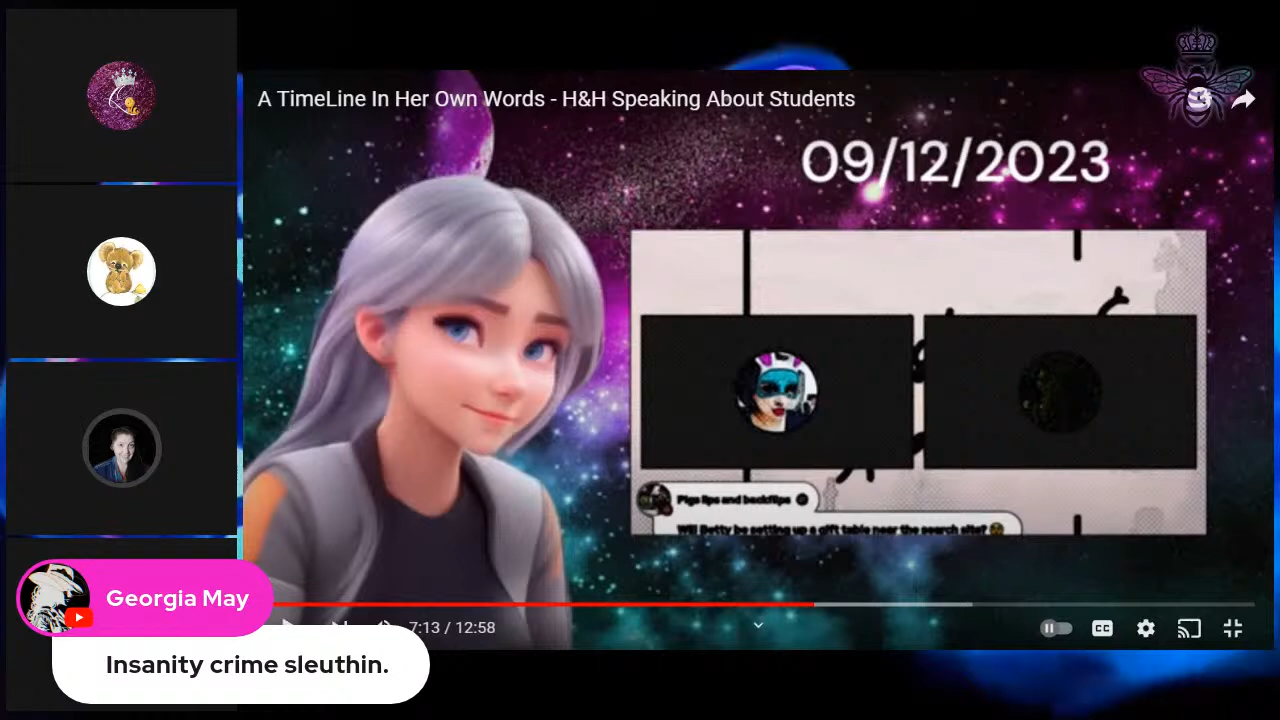 A TimeLine In Her Own Words - H&H Speaking About Students
09/12/2023
Pigs lips and backflips
Will Betty be setting up a gift table near the search site?
7:13 / 12:58
CC
Georgia May
Insanity crime sleuthin.